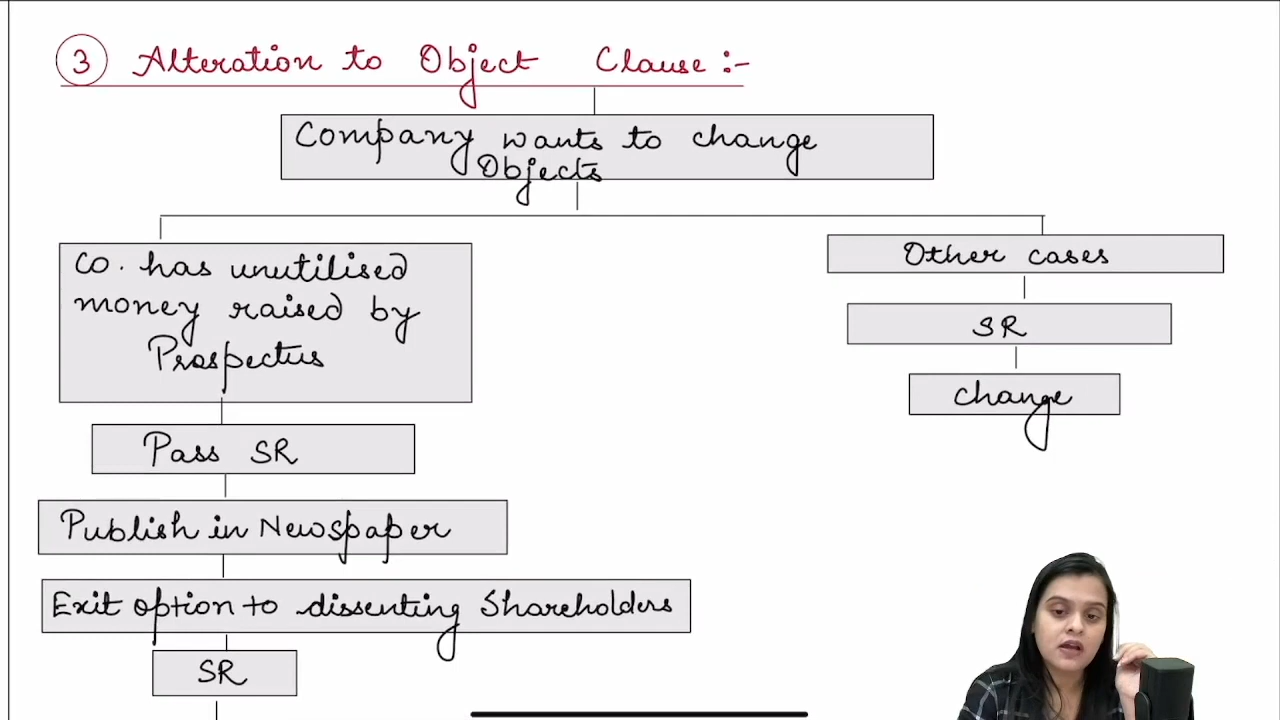 3 Alteration to Object Clause :-
Company wants to change
Objects
Co. has unutilised
money raised by
Prospectus
Pass SR
Publish in Newspaper
Exit option to dissenting Shareholders
SR
Other cases
SR
change